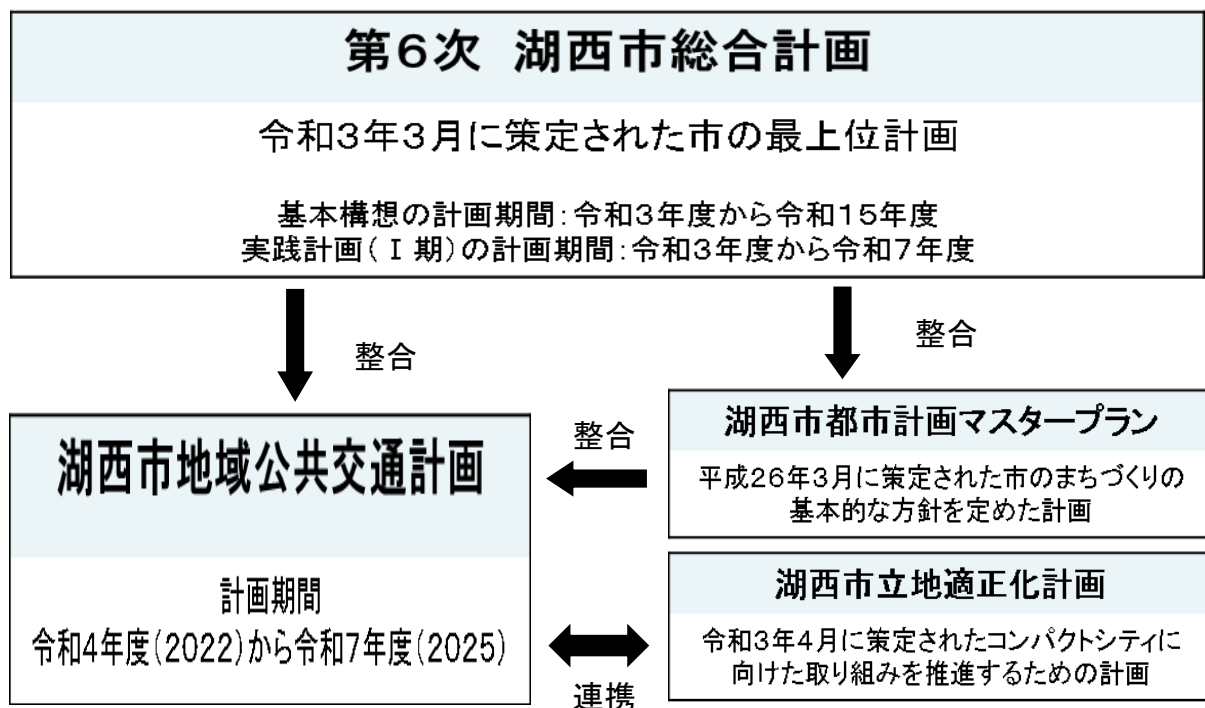 第6次 湖西市総合計画
令和3年3月に策定された市の最上位計画
基本構想の計画期間：令和3年度から令和15年度
実践計画（Ⅰ期）の計画期間：令和3年度から令和7年度
整合
整合
湖西市地域公共交通計画
計画期間
令和4年度(2022)から令和7年度(2025)
整合
湖西市都市計画マスタープラン
平成26年3月に策定された市のまちづくりの
基本的な方針を定めた計画
連携
湖西市立地適正化計画
令和3年4月に策定されたコンパクトシティに
向けた取り組みを推進するための計画